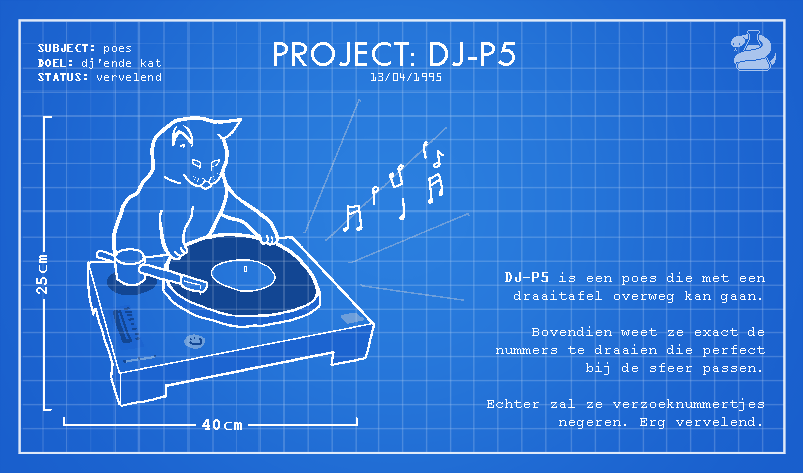 SUBJECT: poes
DOEL: dj'ende kat
STATUS: vervelend
PROJECT: DJ-P5
13/04/1995
25cm
40cm
DJ-P5 is een poes die met een
draaitafel overweg kan gaan.
Bovendien weet ze exact de
nummers te draaien die perfect
bij de sfeer passen.
Echter zal ze verzoeknummertjes
negeren. Erg vervelend.